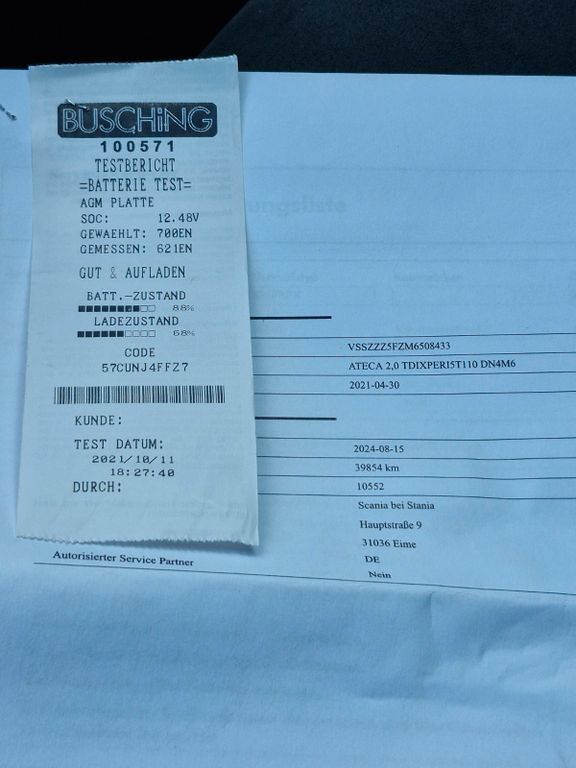 BUSCHiNG
100571
TESTBERICHT
=BATTERIE TEST=
AGM PLATTE
SOC: 12.48V
GEWAEHLT: 700EN
GEMESSEN: 621EN
GUT & AUFLADEN
BATT.-ZUSTAND
88%
LADEZUSTAND
68%
CODE
57CUNJ4FFZ7
KUNDE:
TEST DATUM:
2021/10/11
18:27:40
DURCH:
ungsliste
VSSZZZ5FZM6508433
ATECA 2,0 TDIXPERI5T110 DN4M6
2021-04-30
2024-08-15
39854 km
10552
Scania bei Stania
Hauptstraße 9
31036 Eime
DE
Autorisierter Service Partner
Nein